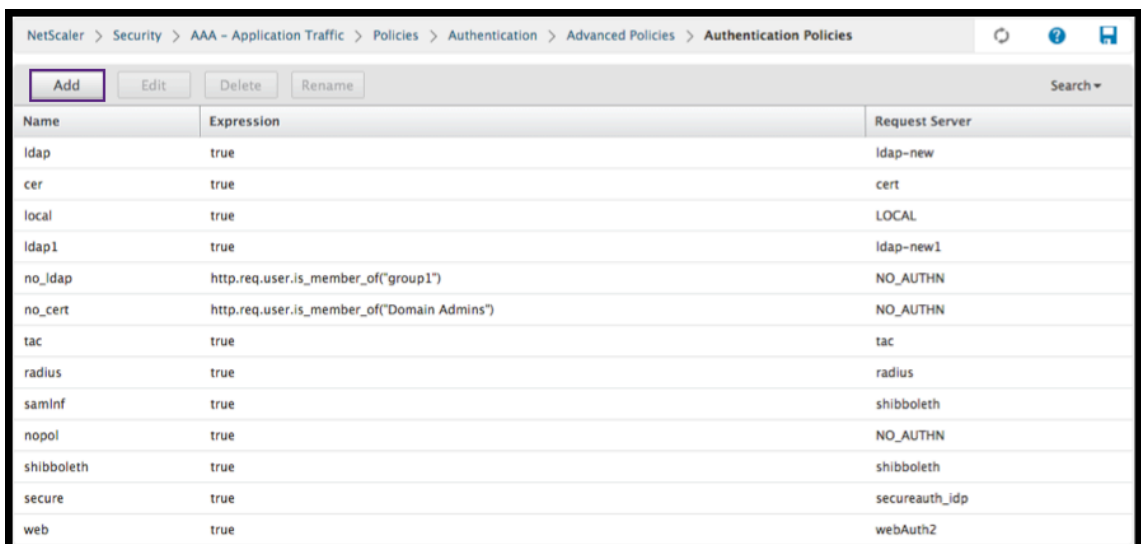 NetScaler > Security > AAA - Application Traffic > Policies > Authentication > Advanced Policies > Authentication Policies
Add Edit Delete Rename Search
Name Expression Request Server
ldap true ldap-new
cer true cert
local true LOCAL
ldap1 true ldap-new1
no_ldap http.req.user.is_member_of("group1") NO_AUTHN
no_cert http.req.user.is_member_of("Domain Admins") NO_AUTHN
tac true tac
radius true radius
samlnf true shibboleth
nopol true NO_AUTHN
shibboleth true shibboleth
secure true secureauth_idp
web true webAuth2